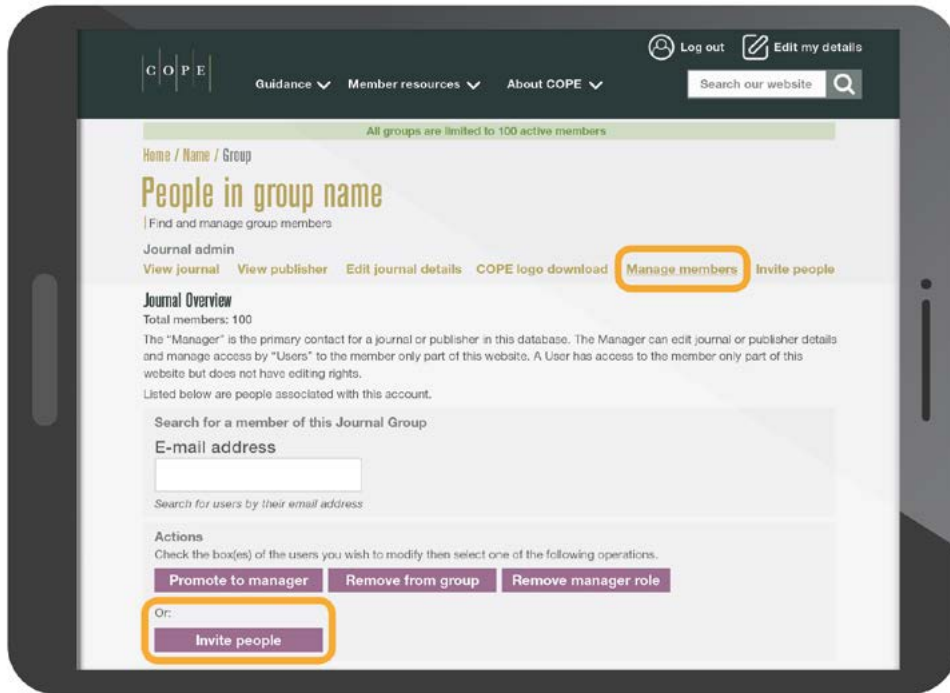 Log out Edit my details
COPE
Guidance Member resources About COPE Search our website
All groups are limited to 100 active members
Home / Name / Group
People in group name
Find and manage group members
Journal admin
View journal View publisher Edit journal details COPE logo download Manage members Invite people
Journal Overview
Total members: 100
The “Manager” is the primary contact for a journal or publisher in this database. The Manager can edit journal or publisher details
and manage access by “Users” to the member only part of this website. A User has access to the member only part of this
website but does not have editing rights.
Listed below are people associated with this account.
Search for a member of this Journal Group
E-mail address
Search for users by their email address
Actions
Check the box(es) of the users you wish to modify then select one of the following operations.
Promote to manager Remove from group Remove manager role
Or:
Invite people